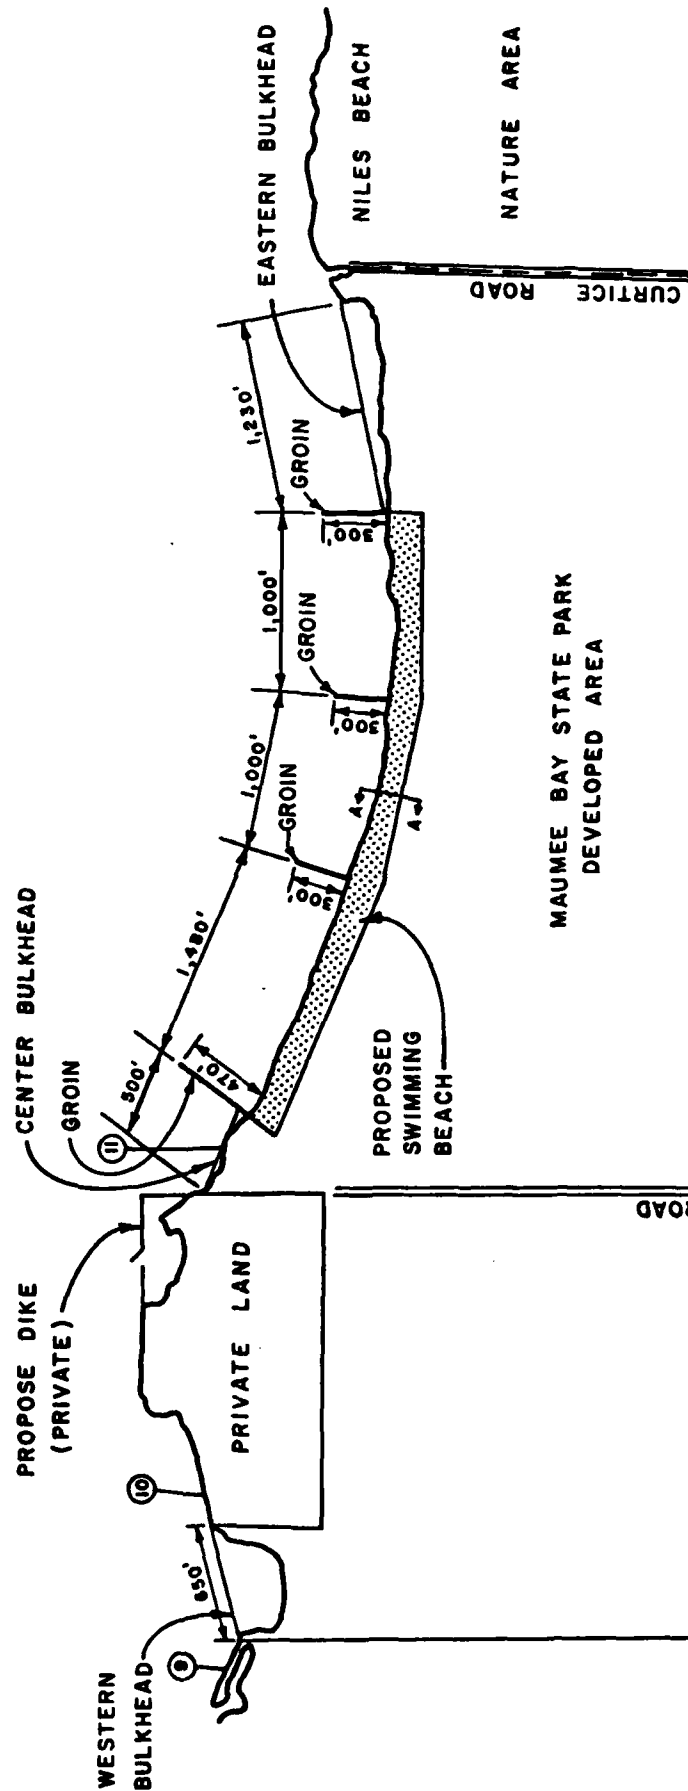 WESTERN
BULKHEAD
9
650'
10
PROPOSE DIKE
(PRIVATE)
PRIVATE LAND
CENTER BULKHEAD
GROIN
11
500'
470'
1,480'
GROIN
300'
1,000'
GROIN
300'
1,000'
GROIN
300'
1,230'
EASTERN BULKHEAD
NILES BEACH
NATURE AREA
CURTICE
ROAD
A
A
PROPOSED
SWIMMING
BEACH
MAUMEE BAY STATE PARK
DEVELOPED AREA